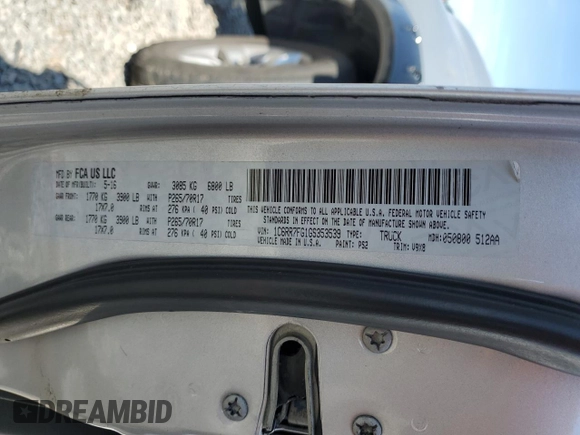 MFD BY FCA US LLC
DATE OF MFR(BUILT): 5-16 GVWR: 3085 KG 6800 LB
GAWR FRONT: 1770 KG 3900 LB WITH P265/70R17 TIRES
17X7.0 AT 276 KPA ( 40 PSI) COLD
GAWR REAR: 1770 KG 3900 LB WITH P265/70R17 TIRES
17X7.0 AT 276 KPA ( 40 PSI) COLD
THIS VEHICLE CONFORMS TO ALL APPLICABLE U.S.A. FEDERAL MOTOR VEHICLE SAFETY
STANDARDS IN EFFECT ON THE DATE OF MANUFACTURE SHOWN ABOVE.
VIN: 1C6RR7FG1GS353539 TYPE: TRUCK MDH: 050800 512AA
VEHICLE MADE IN U.S.A. PAINT: PS2 TRIM: V9X8
DREAMBID